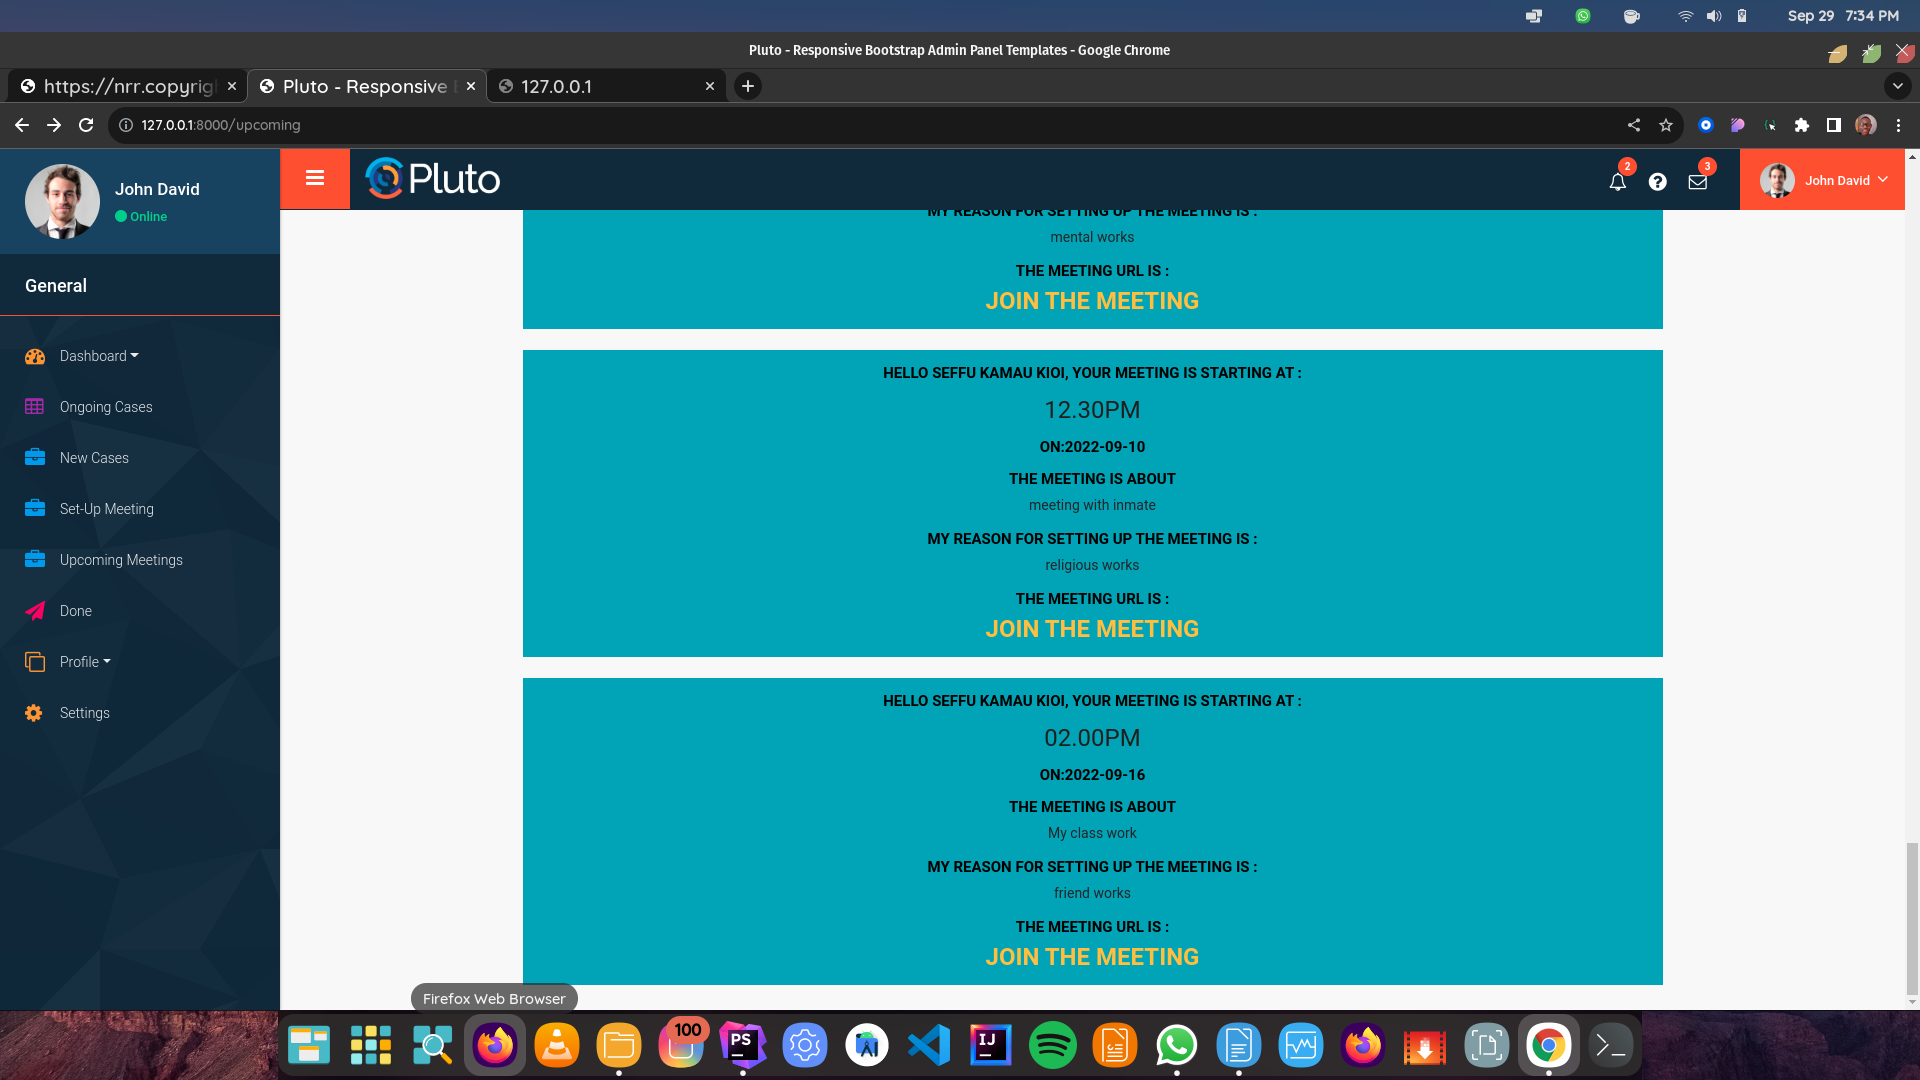 Sep 29 7:34 PM
Pluto - Responsive Bootstrap Admin Panel Templates - Google Chrome
https://nrr.copyrig
Pluto - Responsive
127.0.0.1
127.0.0.1:8000/upcoming
John David
Online
Pluto
2
3
John David
General
Dashboard
Ongoing Cases
New Cases
Set-Up Meeting
Upcoming Meetings
Done
Profile
Settings
MY REASON FOR SETTING UP THE MEETING IS :
mental works
THE MEETING URL IS :
JOIN THE MEETING
HELLO SEFFU KAMAU KIOI, YOUR MEETING IS STARTING AT :
12.30PM
ON:2022-09-10
THE MEETING IS ABOUT
meeting with inmate
MY REASON FOR SETTING UP THE MEETING IS :
religious works
THE MEETING URL IS :
JOIN THE MEETING
HELLO SEFFU KAMAU KIOI, YOUR MEETING IS STARTING AT :
02.00PM
ON:2022-09-16
THE MEETING IS ABOUT
My class work
MY REASON FOR SETTING UP THE MEETING IS :
friend works
THE MEETING URL IS :
JOIN THE MEETING
Firefox Web Browser
100
PS
IJ